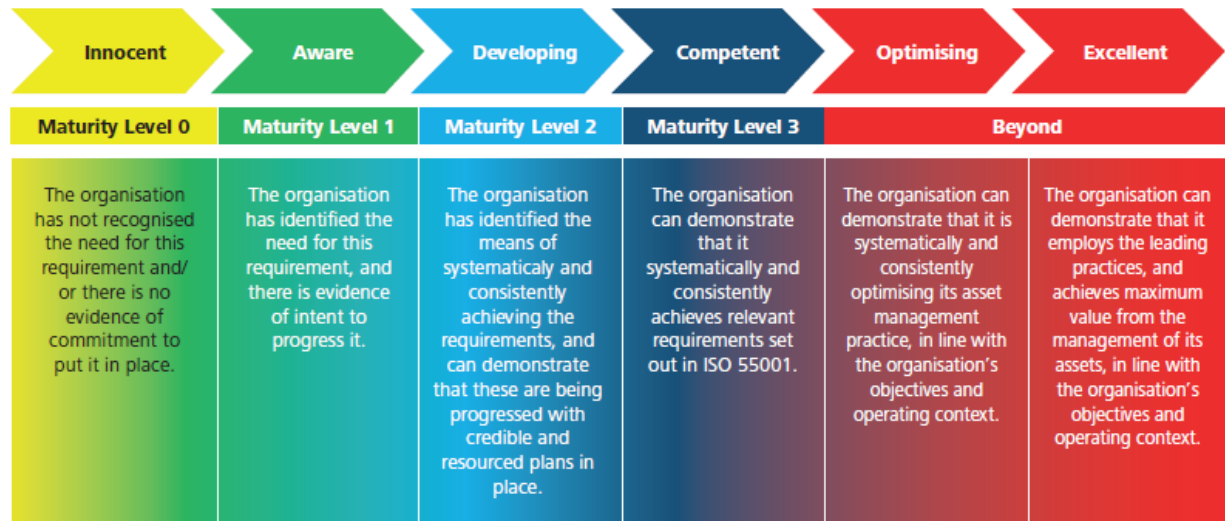 Innocent
Aware
Developing
Competent
Optimising
Excellent
Maturity Level 0
Maturity Level 1
Maturity Level 2
Maturity Level 3
Beyond
The organisation
has not recognised
the need for this
requirement and/
or there is no
evidence of
commitment to
put it in place.
The organisation
has identified the
need for this
requirement, and
there is evidence
of intent to
progress it.
The organisation
has identified the
means of
systematicaly and
consistently
achieving the
requirements, and
can demonstrate
that these are being
progressed with
credible and
resourced plans in
place.
The organisation
can demonstrate
that it
systematically and
consistently
achieves relevant
requirements set
out in ISO 55001.
The organisation can
demonstrate that it is
systematically and
consistently
optimising its asset
management
practice, in line with
the organisation’s
objectives and
operating context.
The organisation can
demonstrate that it
employs the leading
practices, and
achieves maximum
value from the
management of its
assets, in line with
the organisation’s
objectives and
operating context.